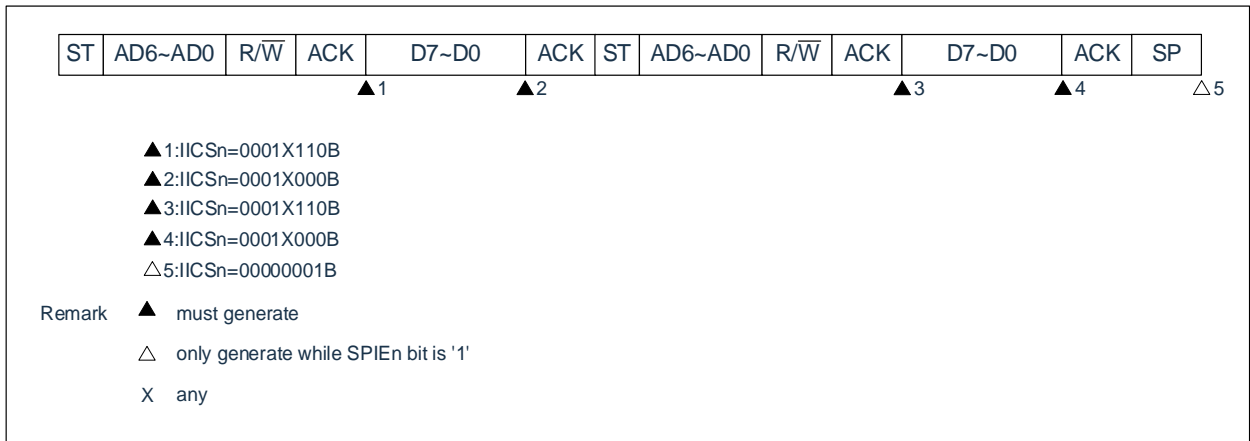 ST AD6~AD0 R/W̅ ACK D7~D0 ACK ST AD6~AD0 R/W̅ ACK D7~D0 ACK SP
▲1 ▲2 ▲3 ▲4 △5
▲1:IICSn=0001X110B
▲2:IICSn=0001X000B
▲3:IICSn=0001X110B
▲4:IICSn=0001X000B
△5:IICSn=00000001B
Remark ▲ must generate
△ only generate while SPIEn bit is '1'
X any